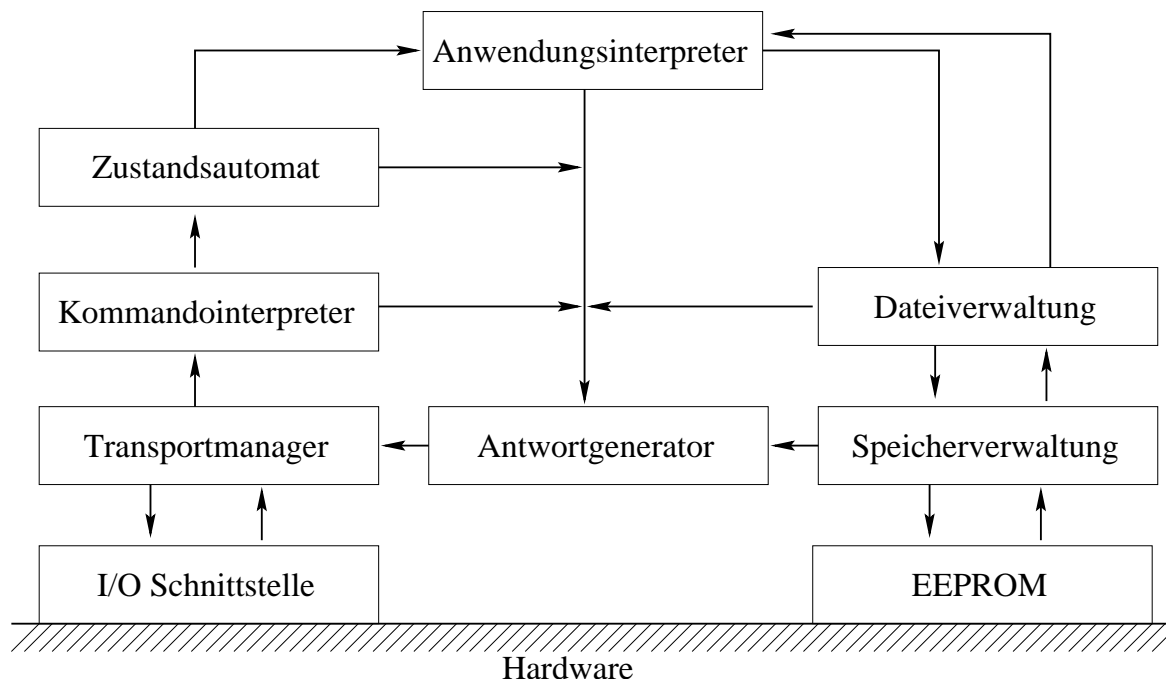 Anwendungsinterpreter
Zustandsautomat
Kommandointerpreter
Dateiverwaltung
Transportmanager
Antwortgenerator
Speicherverwaltung
I/O Schnittstelle
EEPROM
Hardware